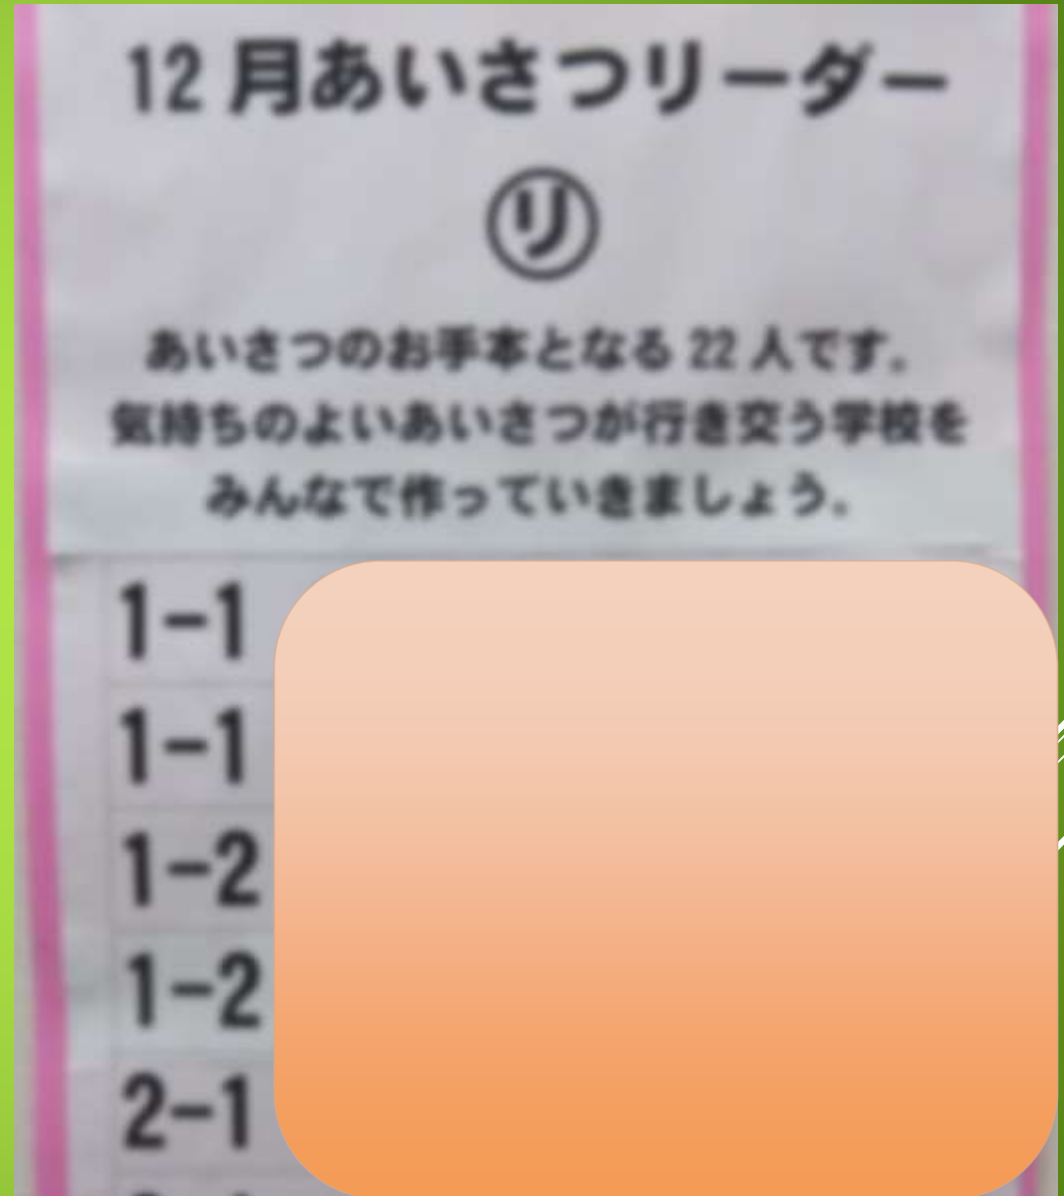 12月あいさつリーダー
㋷
あいさつのお手本となる22人です。
気持ちのよいあいさつが行き交う学校を
みんなで作っていきましょう。
1-1
1-1
1-2
1-2
2-1